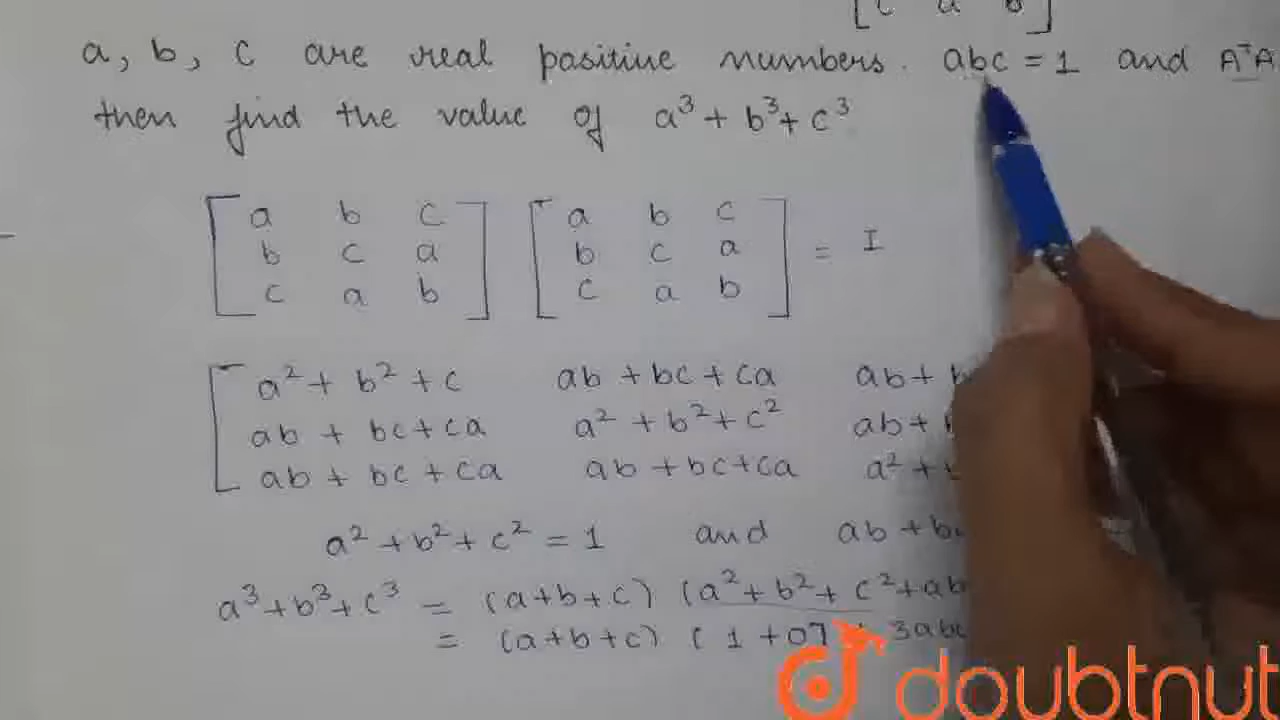 [c a b]
a, b, c are real positive numbers. abc = 1 and AᵀA
then find the value of a³ + b³ + c³
[a b c] [a b c]
[b c a] [b c a] = I
[c a b] [c a b]
[a² + b² + c ab + bc + ca ab +
ab + bc + ca a² + b² + c² ab +
ab + bc + ca ab + bc + ca a² +
a² + b² + c² = 1 and ab +
a³ + b³ + c³ = (a + b + c) (a² + b² + c² + ab
= (a + b + c) (1 + 0] + 3abc
doubtnut